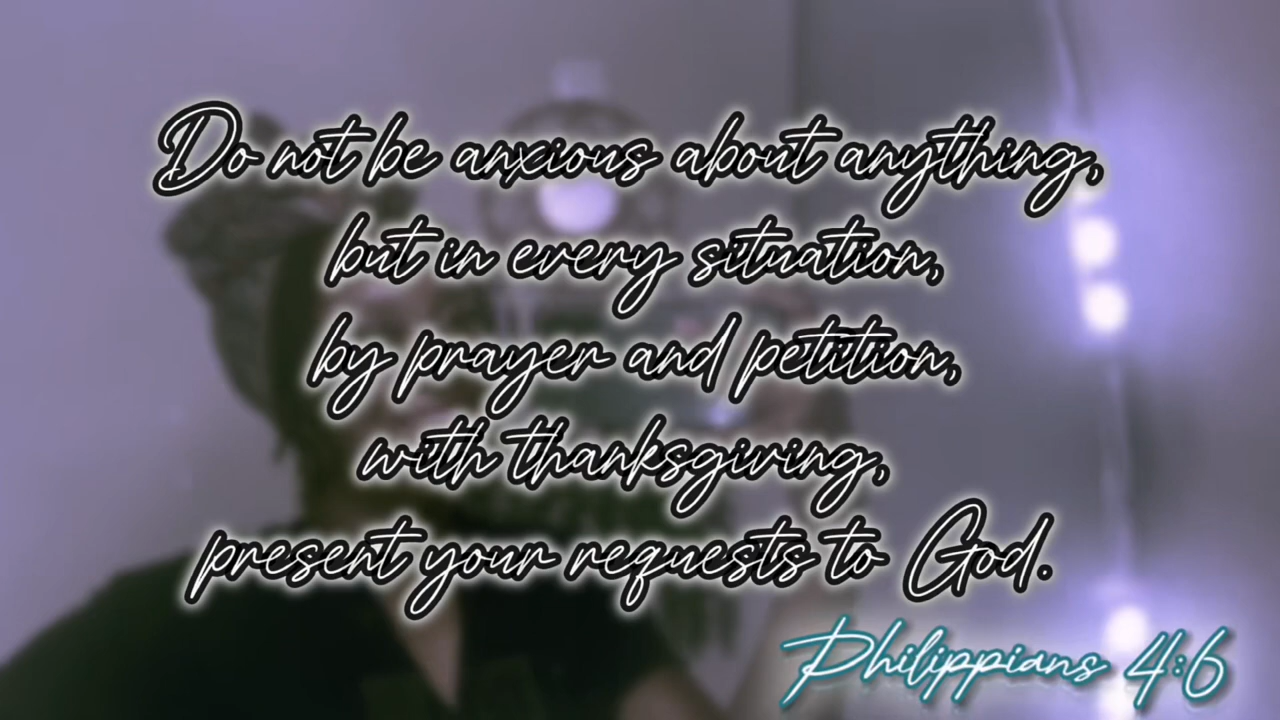 Do not be anxious about anything,
but in every situation,
by prayer and petition,
with thanksgiving,
present your requests to God.
Philippians 4:6